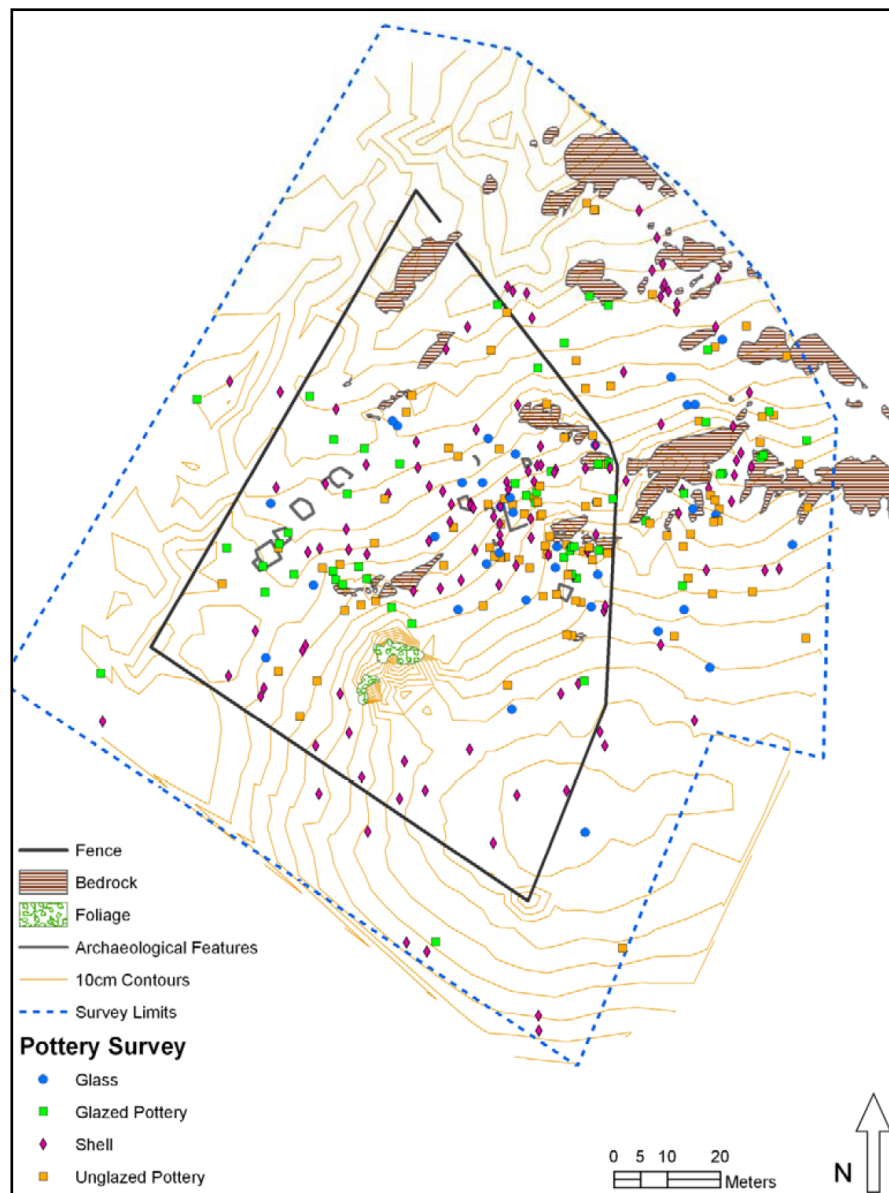 Fence
Bedrock
Foliage
Archaeological Features
10cm Contours
Survey Limits
Pottery Survey
Glass
Glazed Pottery
Shell
Unglazed Pottery
0 5 10 20
Meters
N